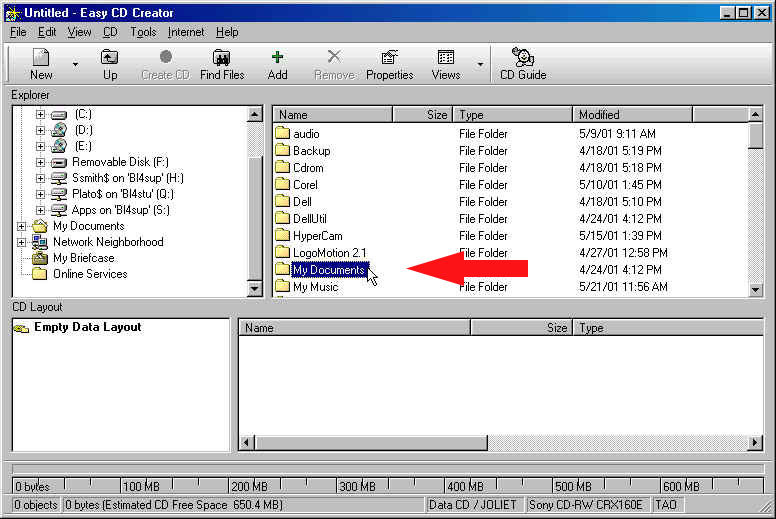 Untitled - Easy CD Creator
File Edit View CD Tools Internet Help
New Up Create CD Find Files Add Remove Properties Views CD Guide
Explorer
(C:)
(D:)
(E:)
Removable Disk (F:)
Ssmith$ on 'Bl4sup' (H:)
Plato$ on 'Bl4stu' (Q:)
Apps on 'Bl4sup' (S:)
My Documents
Network Neighborhood
My Briefcase
Online Services
Name Size Type Modified
audio File Folder 5/9/01 9:11 AM
Backup File Folder 4/18/01 5:19 PM
Cdrom File Folder 4/18/01 5:18 PM
Corel File Folder 5/10/01 1:45 PM
Dell File Folder 4/18/01 5:10 PM
DellUtil File Folder 4/24/01 4:12 PM
HyperCam File Folder 5/15/01 1:39 PM
LogoMotion 2.1 File Folder 4/27/01 12:58 PM
My Documents 4/24/01 4:12 PM
My Music File Folder 5/21/01 11:56 AM
CD Layout
Empty Data Layout
Name Size Type
0 bytes 100 MB 200 MB 300 MB 400 MB 500 MB 600 MB
0 objects 0 bytes (Estimated CD Free Space 650.4 MB) Data CD / JOLIET Sony CD-RW CRX160E TAO